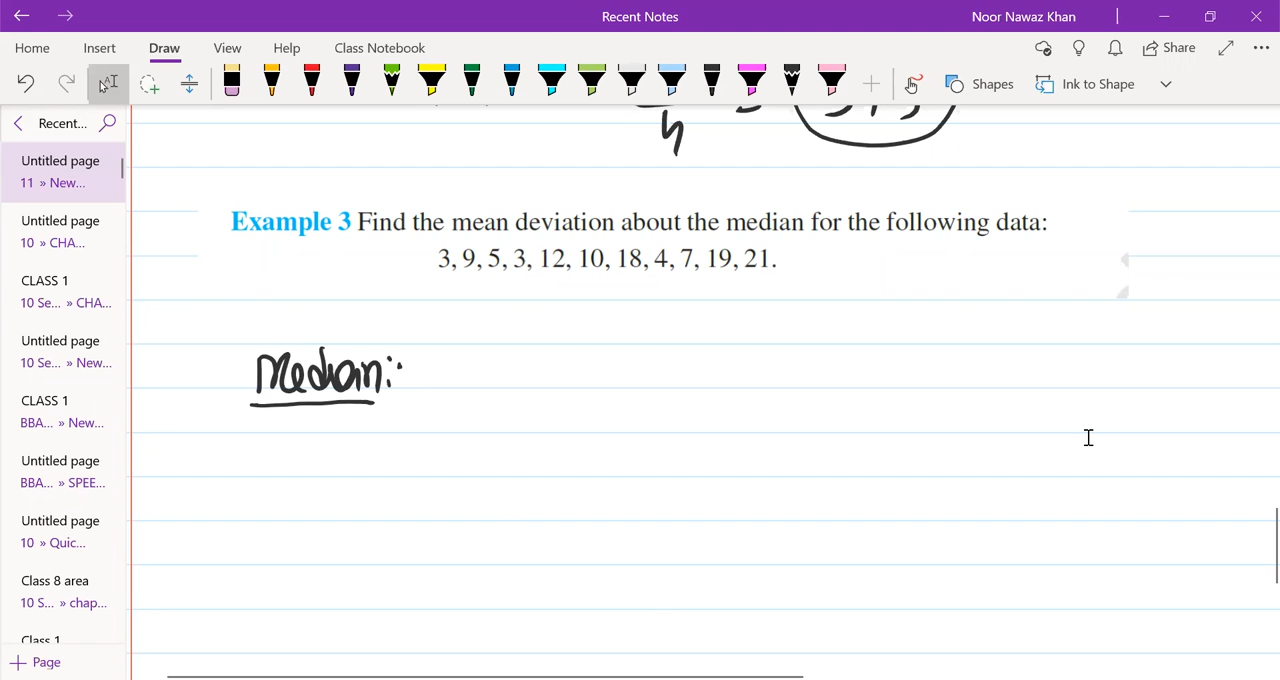 Recent Notes
Noor Nawaz Khan
Home Insert Draw View Help Class Notebook
Share
Shapes
Ink to Shape
Recent...
Untitled page
11 » New...
Untitled page
10 » CHA...
CLASS 1
10 Se... » CHA...
Untitled page
10 Se... » New...
CLASS 1
BBA... » New...
Untitled page
BBA... » SPEE...
Untitled page
10 » Quic...
Class 8 area
10 S... » chap...
Class 1
Page
Example 3 Find the mean deviation about the median for the following data:
3, 9, 5, 3, 12, 10, 18, 4, 7, 19, 21.
Median:-